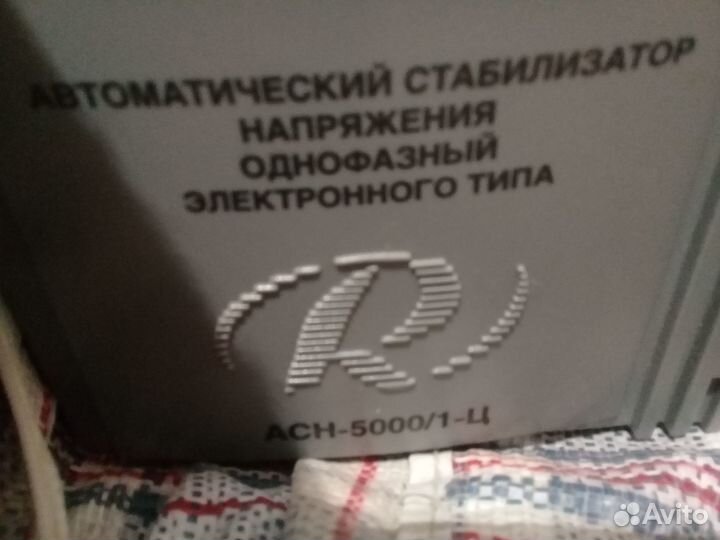 АВТОМАТИЧЕСКИЙ СТАБИЛИЗАТОР
НАПРЯЖЕНИЯ
ОДНОФАЗНЫЙ
ЭЛЕКТРОННОГО ТИПА
R
АСН-5000/1-Ц
Avito